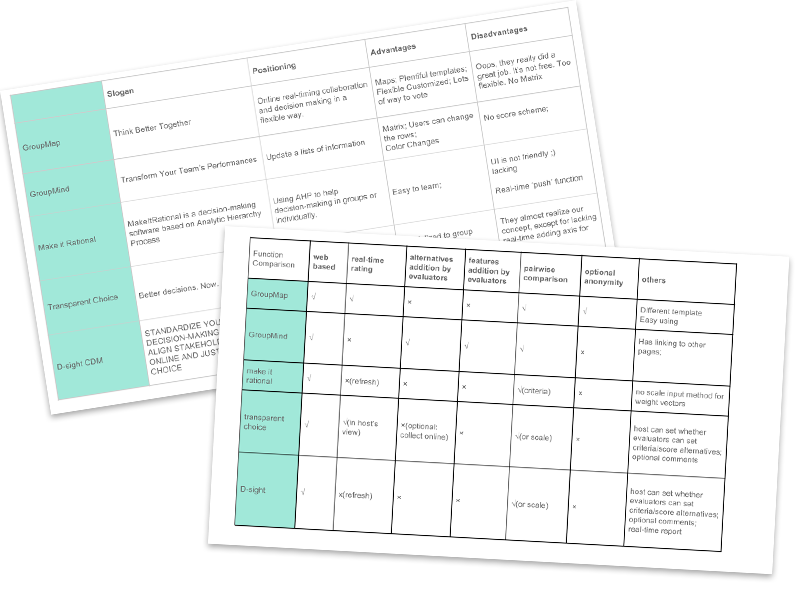 Slogan
Positioning
Advantages
Disadvantages
GroupMap
Think Better Together
Online real-timing collaboration
and decision making in a
flexible way.
Maps; Plentiful templates;
Flexible Customized; Lots
of way to vote
Oops, they really did a
great job. It's not free. Too
flexible. No Matrix
GroupMind
Transform Your Team's Performances
Update a lists of information
Matrix; Users can change
the rows;
Color Changes
No score scheme;
Make it Rational
MakeItRational is a decision-making
software based on Analytic Hierarchy
Process
Using AHP to help
decision-making in groups or
individually.
Easy to learn;
UI is not friendly ;)
lacking
Real-time 'push' function
Transparent Choice
Better decisions. Now.
to group
They almost realize our
concept, except for lacking
real-time adding axis for
D-sight CDM
STANDARDIZE YOU
DECISION-MAKING
ALIGN STAKEHOL
ONLINE AND JUS
CHOICE
Function
Comparison
web
based
real-time
rating
alternatives
addition by
evaluators
features
addition by
evaluators
pairwise
comparison
optional
anonymity
others
GroupMap
√
√
×
×
√
√
Different template
Easy using
GroupMind
√
×
√
√
√
×
Has linking to other
pages;
make it
rational
√
×(refresh)
×
×
√(criteria)
×
no scale input method for
weight vectors
transparent
choice
√
√(in host's
view)
×(optional;
collect online)
×
√(or scale)
×
host can set whether
evaluators can set
criteria/score alternatives;
optional comments
D-sight
√
×(refresh)
×
×
√(or scale)
×
host can set whether
evaluators can set
criteria/score alternatives;
optional comments;
real-time report